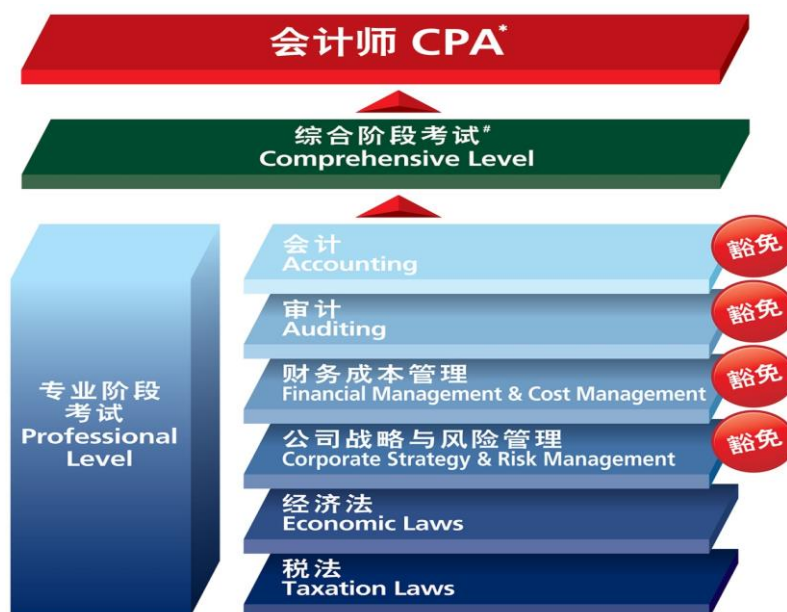 会计师 CPA*
综合阶段考试#
Comprehensive Level
专业阶段
考试
Professional
Level
会计
Accounting
豁免
审计
Auditing
豁免
财务成本管理
Financial Management & Cost Management
豁免
公司战略与风险管理
Corporate Strategy & Risk Management
豁免
经济法
Economic Laws
税法
Taxation Laws